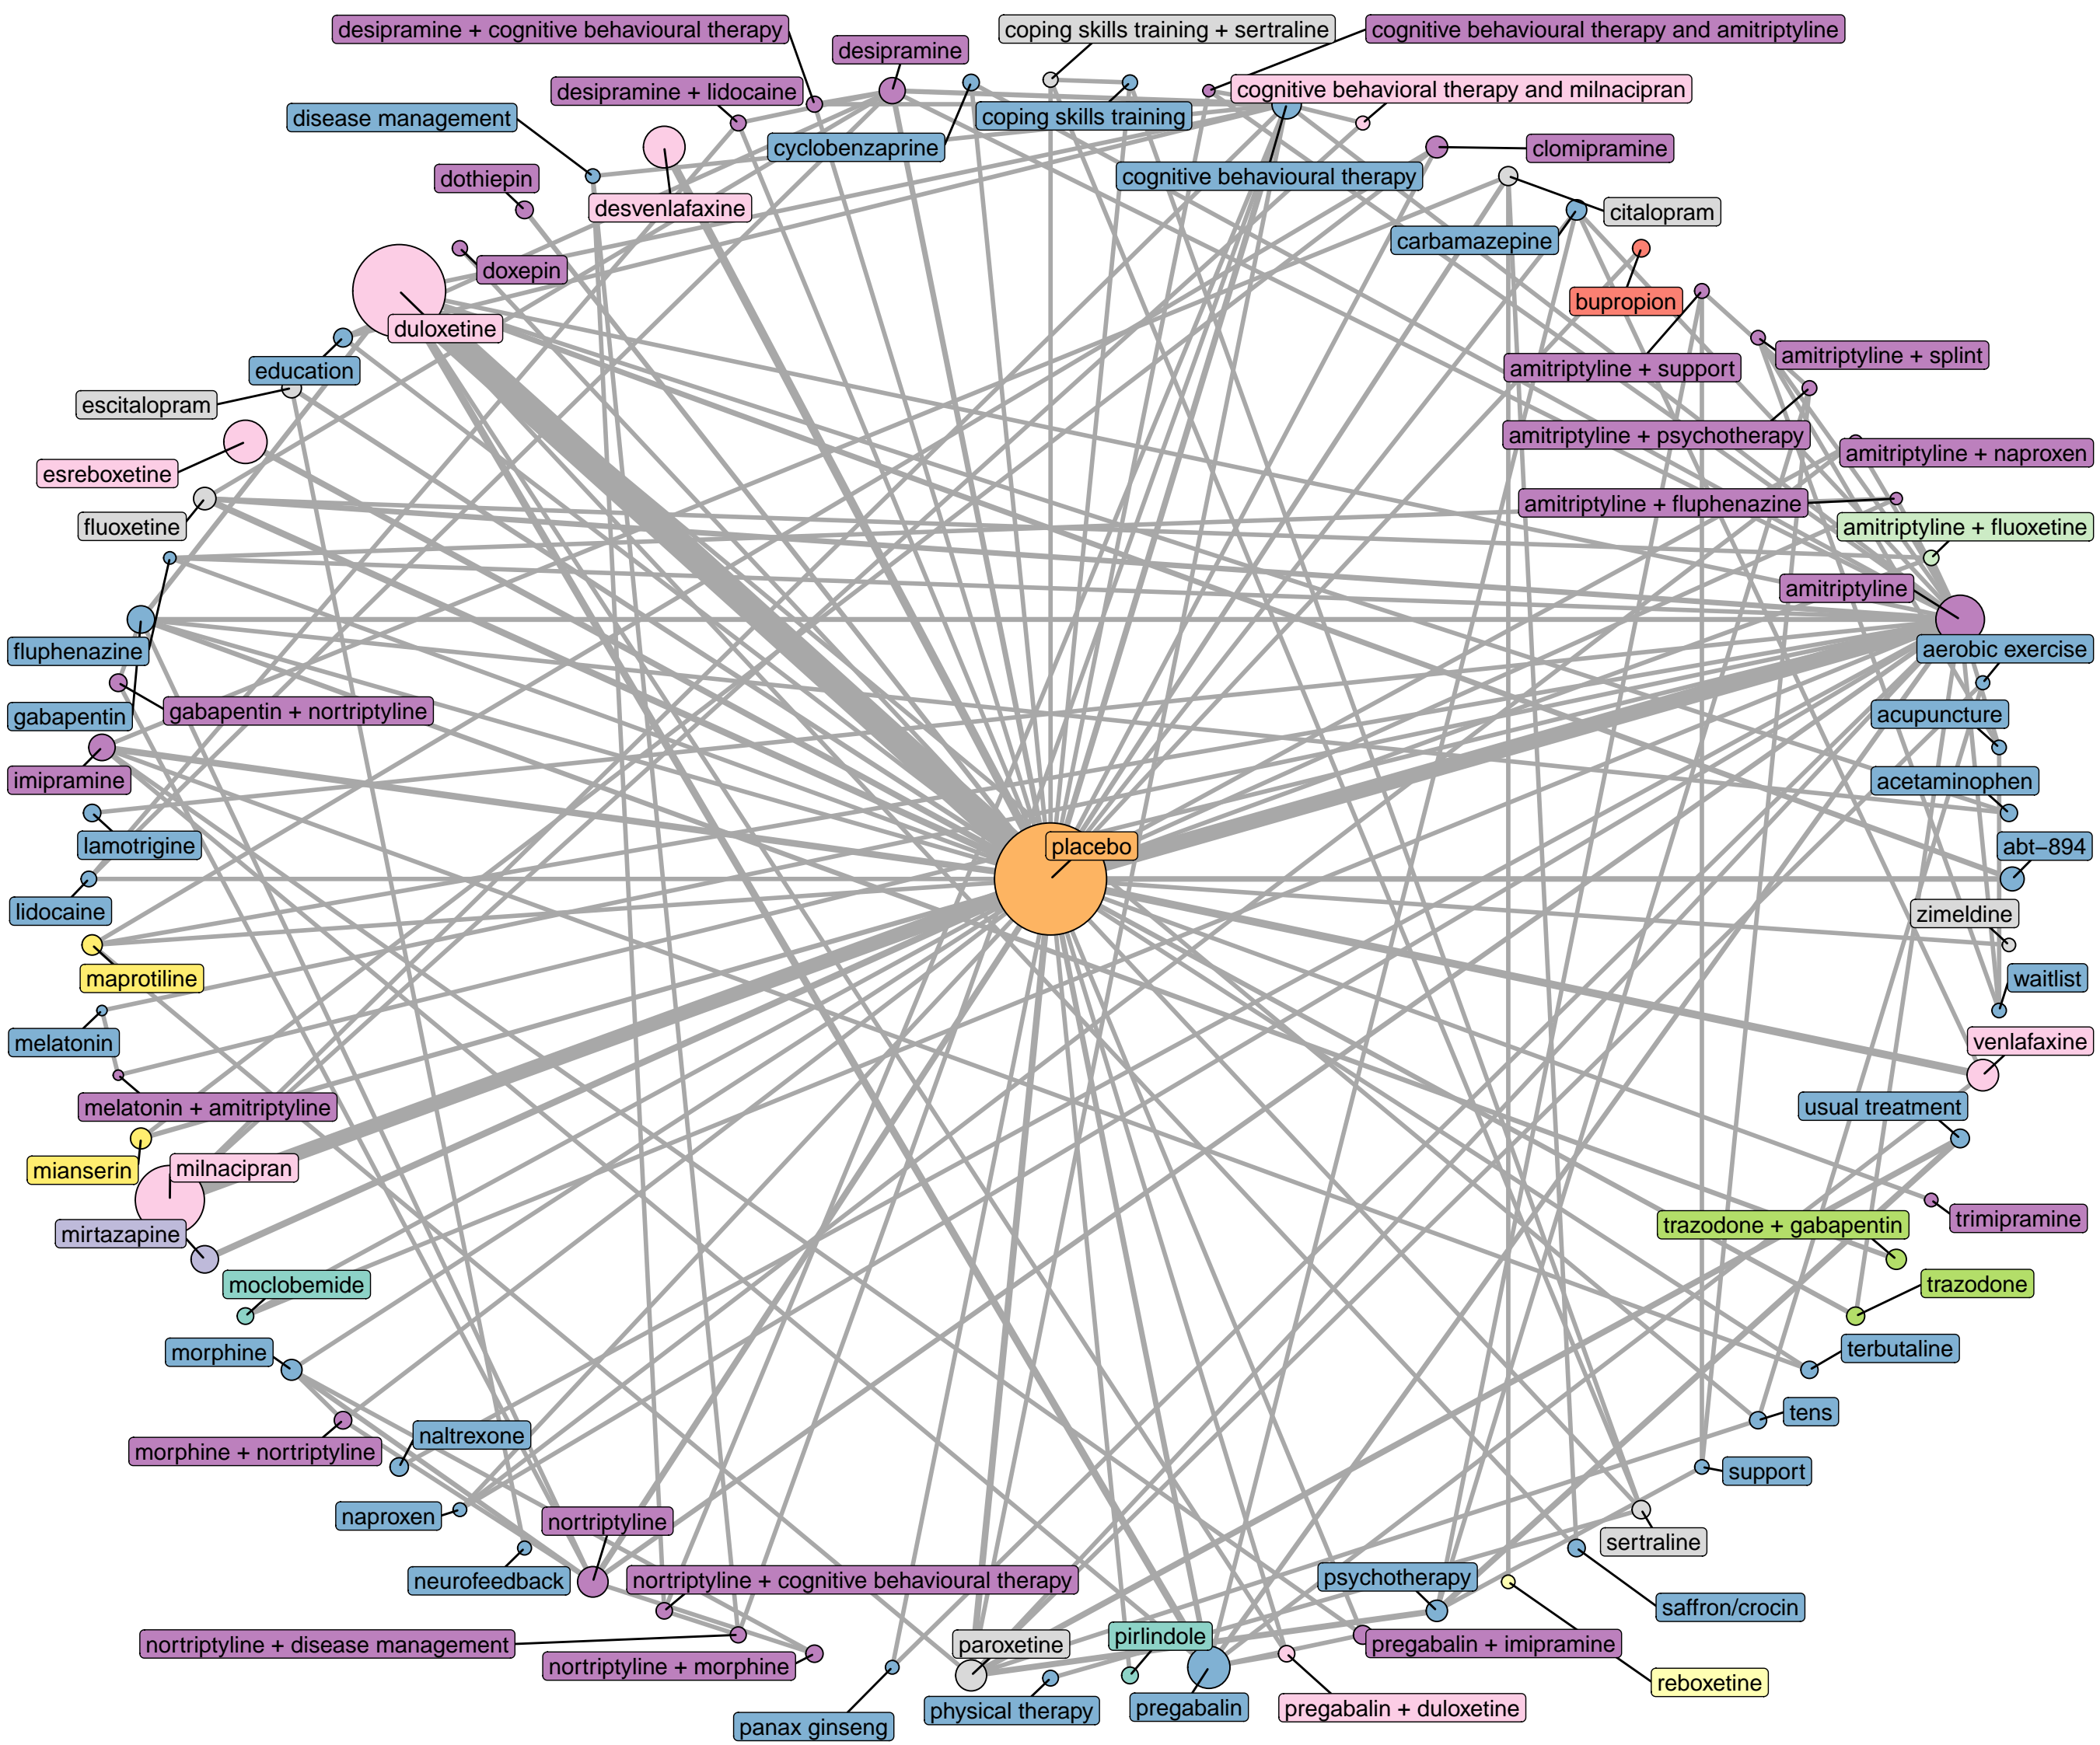 desipramine + cognitive behavioural therapy
coping skills training + sertraline
cognitive behavioural therapy and amitriptyline
desipramine
desipramine + lidocaine
cognitive behavioral therapy and milnacipran
disease management
coping skills training
cyclobenzaprine
clomipramine
dothiepin
cognitive behavioural therapy
desvenlafaxine
citalopram
carbamazepine
doxepin
bupropion
duloxetine
amitriptyline + splint
education
amitriptyline + support
escitalopram
amitriptyline + psychotherapy
amitriptyline + naproxen
esreboxetine
amitriptyline + fluphenazine
fluoxetine
amitriptyline + fluoxetine
amitriptyline
fluphenazine
aerobic exercise
gabapentin
gabapentin + nortriptyline
acupuncture
imipramine
acetaminophen
lamotrigine
placebo
abt−894
lidocaine
zimeldine
maprotiline
waitlist
melatonin
venlafaxine
melatonin + amitriptyline
usual treatment
mianserin
milnacipran
trimipramine
trazodone + gabapentin
mirtazapine
moclobemide
trazodone
morphine
terbutaline
tens
naltrexone
morphine + nortriptyline
support
naproxen
nortriptyline
sertraline
neurofeedback
nortriptyline + cognitive behavioural therapy
psychotherapy
saffron/crocin
nortriptyline + disease management
paroxetine
pirlindole
pregabalin + imipramine
nortriptyline + morphine
reboxetine
physical therapy
pregabalin
pregabalin + duloxetine
panax ginseng